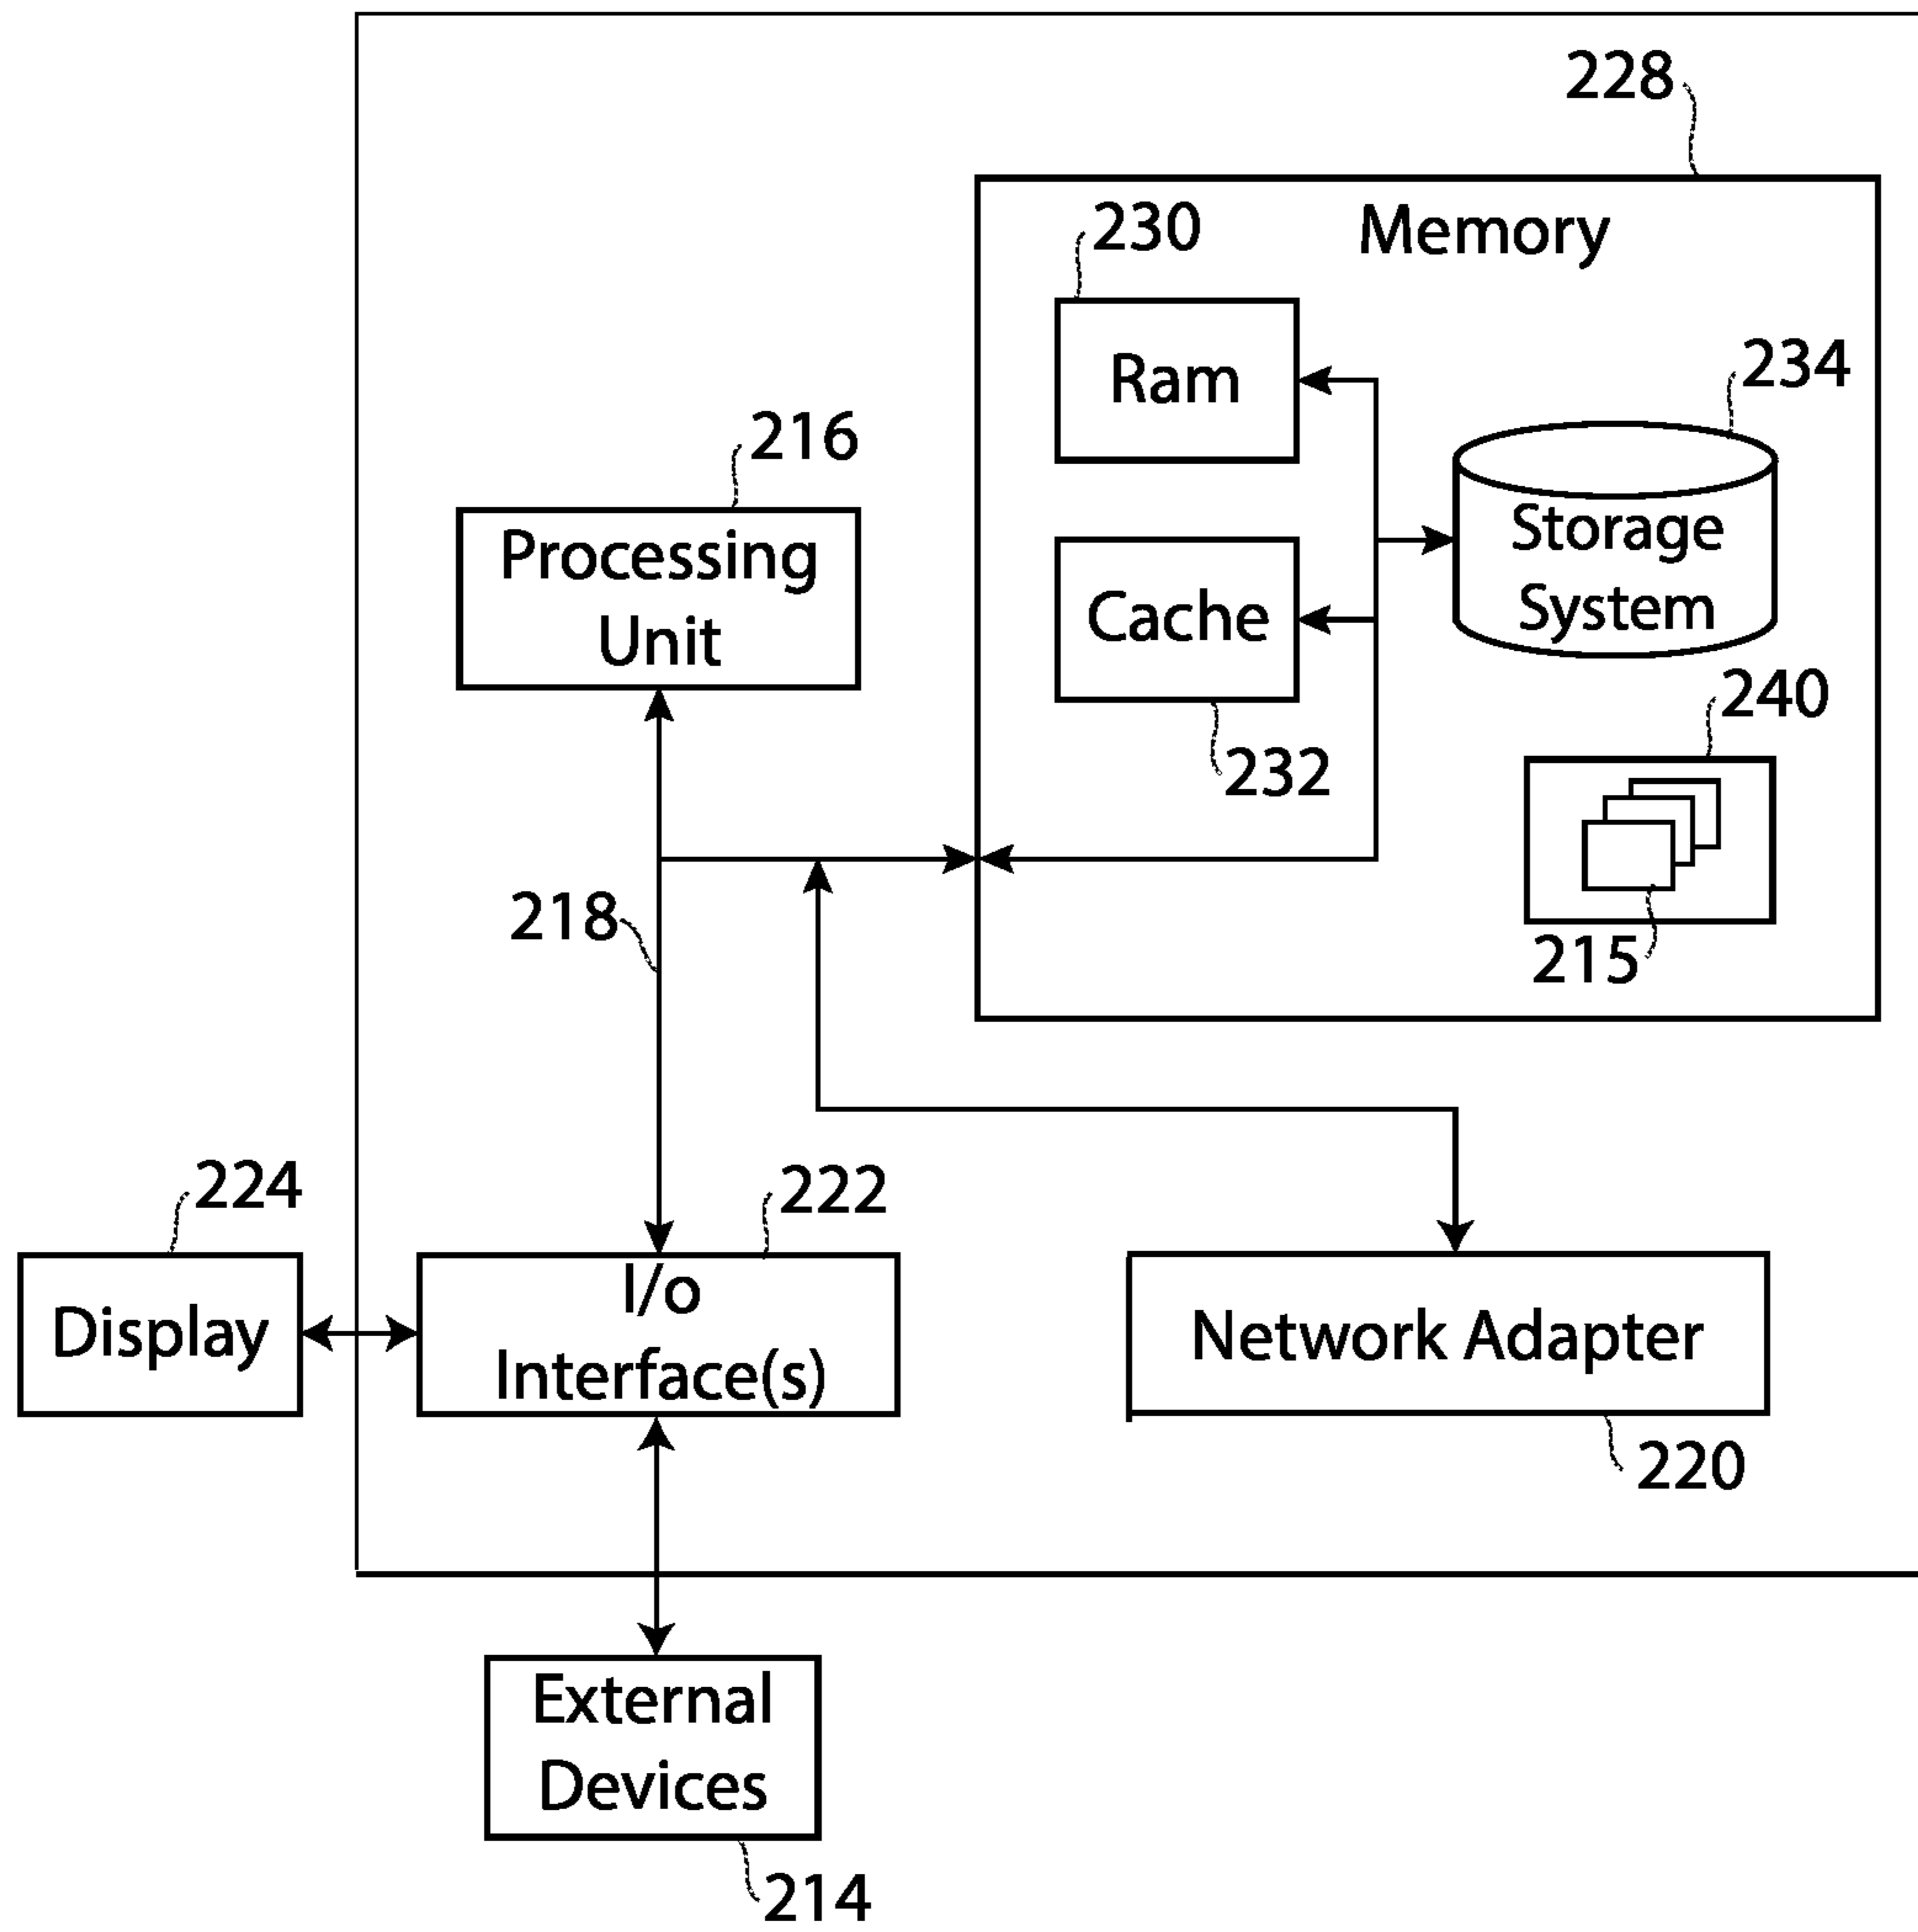 228
230
Memory
Ram
234
216
Storage
System
Processing
Unit
Cache
240
232
218
215
224
222
Display
I/o
Interface(s)
Network Adapter
220
External
Devices
214